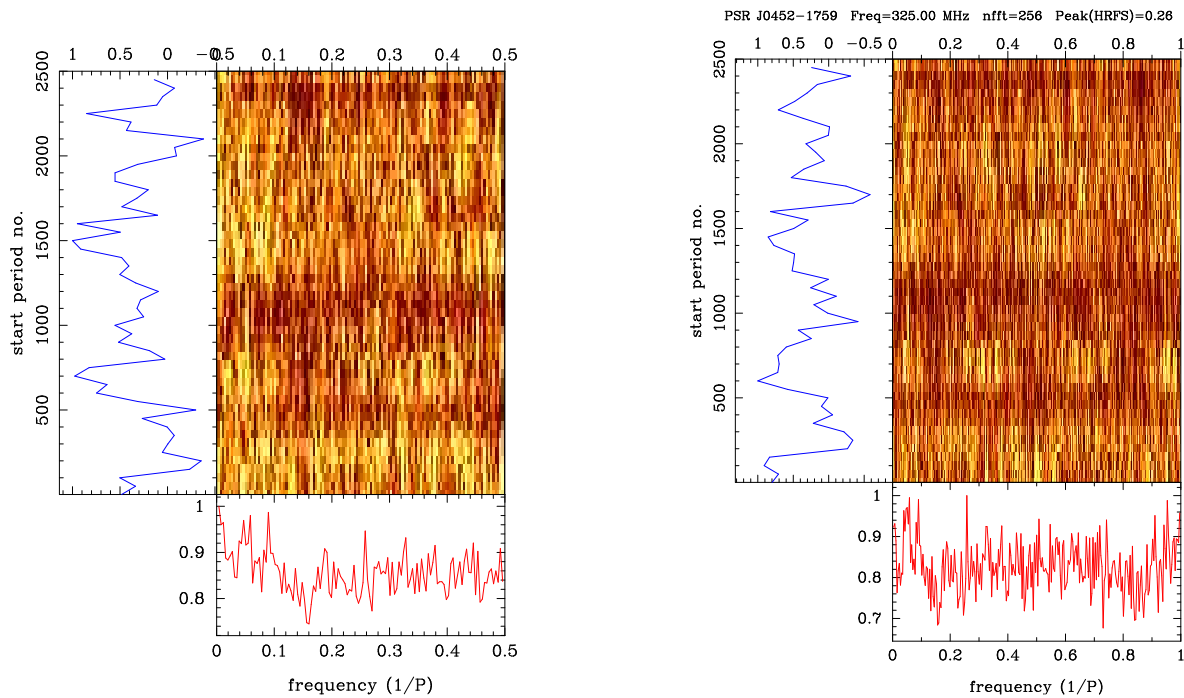 PSR J0452−1759 Freq=325.00 MHz nfft=256 Peak(HRFS)=0.26
1 0.5 0 −0.5 0 0.1 0.2 0.3 0.4 0.5
1 0.5 0 −0.5 0 0.2 0.4 0.6 0.8 1
start period no.
500 1000 1500 2000 2500
start period no.
500 1000 1500 2000 2500
1
0.9
0.8
0 0.1 0.2 0.3 0.4 0.5
frequency (1/P)
1
0.9
0.8
0.7
0 0.2 0.4 0.6 0.8 1
frequency (1/P)